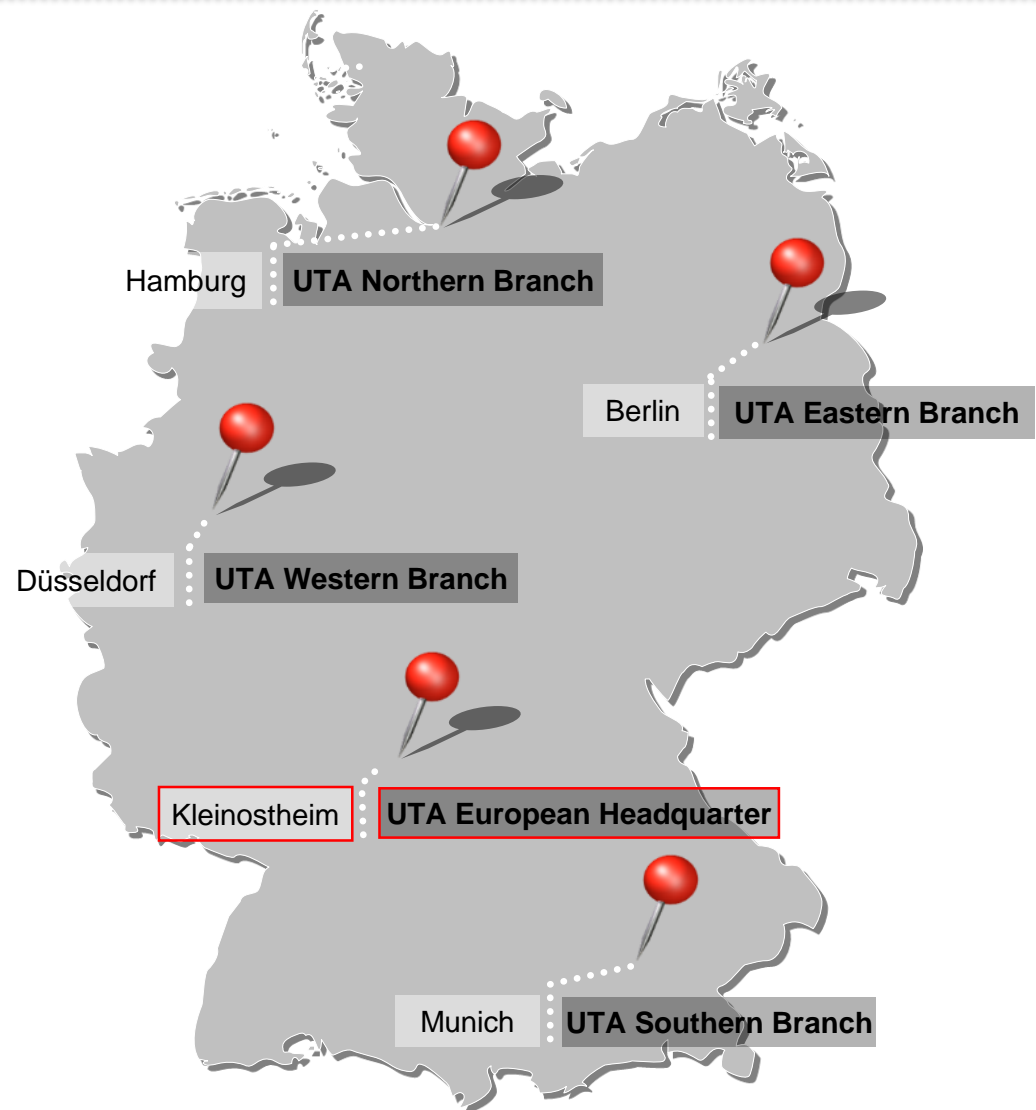 Hamburg UTA Northern Branch
Berlin UTA Eastern Branch
Düsseldorf UTA Western Branch
Kleinostheim UTA European Headquarter
Munich UTA Southern Branch